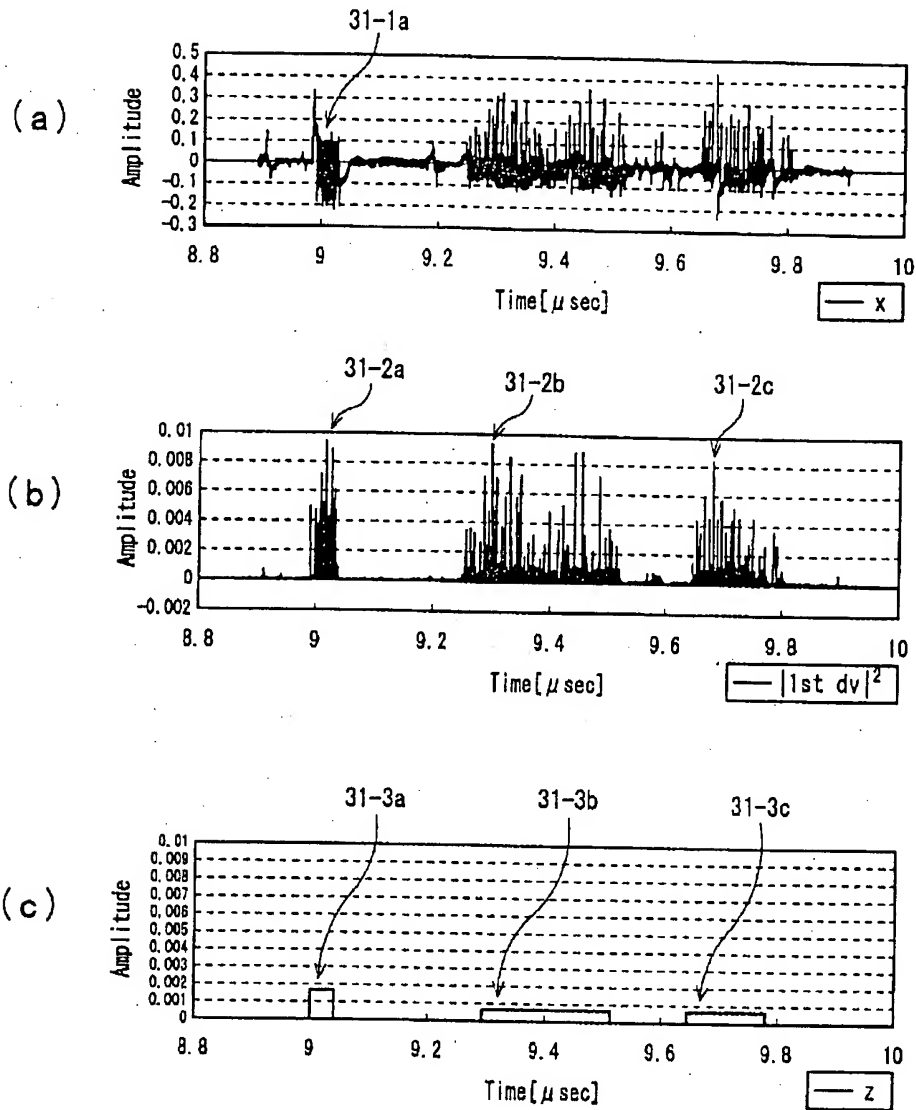 (a)
31-1a
Amplitude
0.5
0.4
0.3
0.2
0.1
0
-0.1
-0.2
-0.3
8.8 9 9.2 9.4 9.6 9.8 10
Time[μsec]
x
(b)
31-2a 31-2b 31-2c
Amplitude
0.01
0.008
0.006
0.004
0.002
0
-0.002
8.8 9 9.2 9.4 9.6 9.8 10
Time[μsec]
|1st dv|²
(c)
31-3a 31-3b 31-3c
Amplitude
0.01
0.009
0.008
0.007
0.006
0.005
0.004
0.003
0.002
0.001
0
8.8 9 9.2 9.4 9.6 9.8 10
Time[μsec]
z